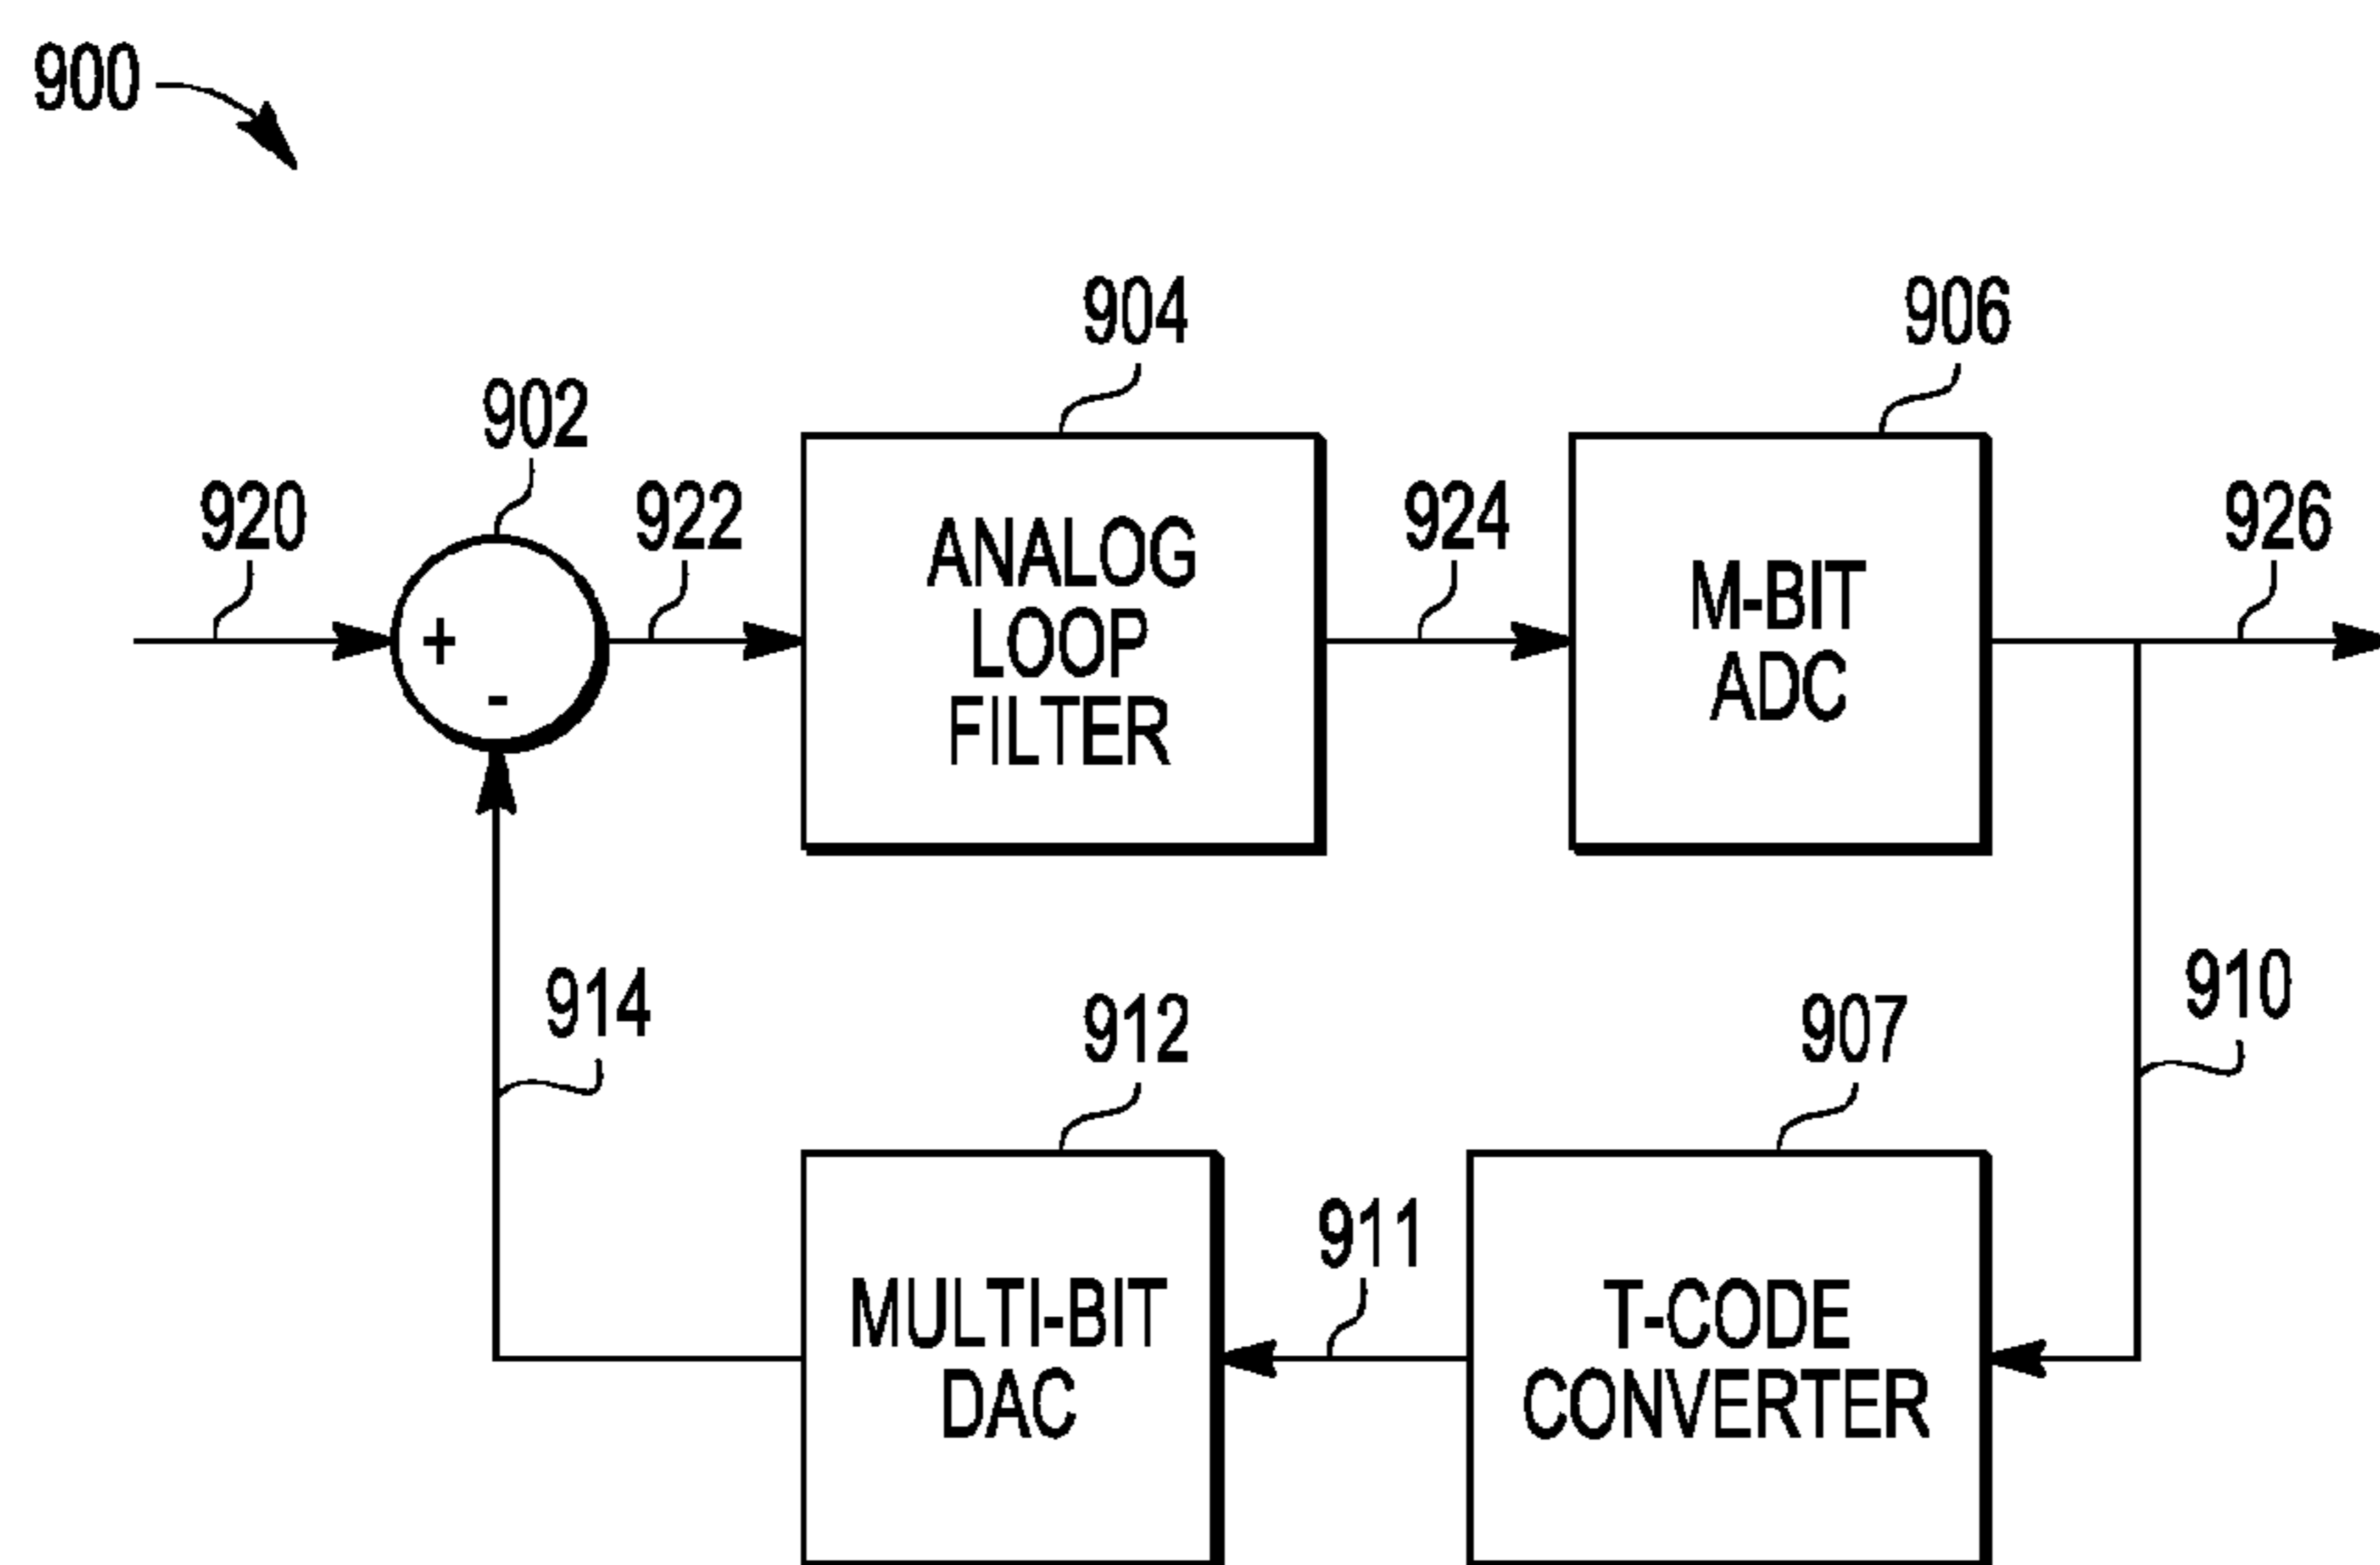 900
904
906
902
920
922
924
926
ANALOG
LOOP
FILTER
M-BIT
ADC
+
-
914
912
907
910
911
MULTI-BIT
DAC
T-CODE
CONVERTER